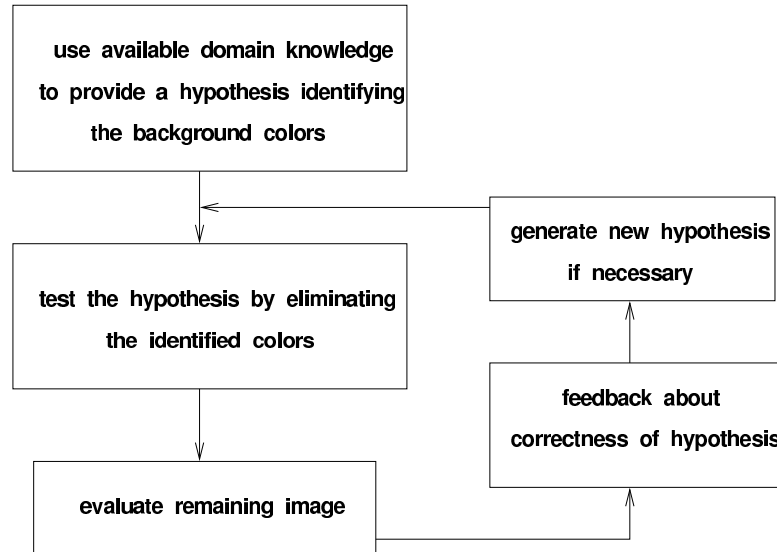 use available domain knowledge
to provide a hypothesis identifying
the background colors
test the hypothesis by eliminating
the identified colors
evaluate remaining image
feedback about
correctness of hypothesis
generate new hypothesis
if necessary